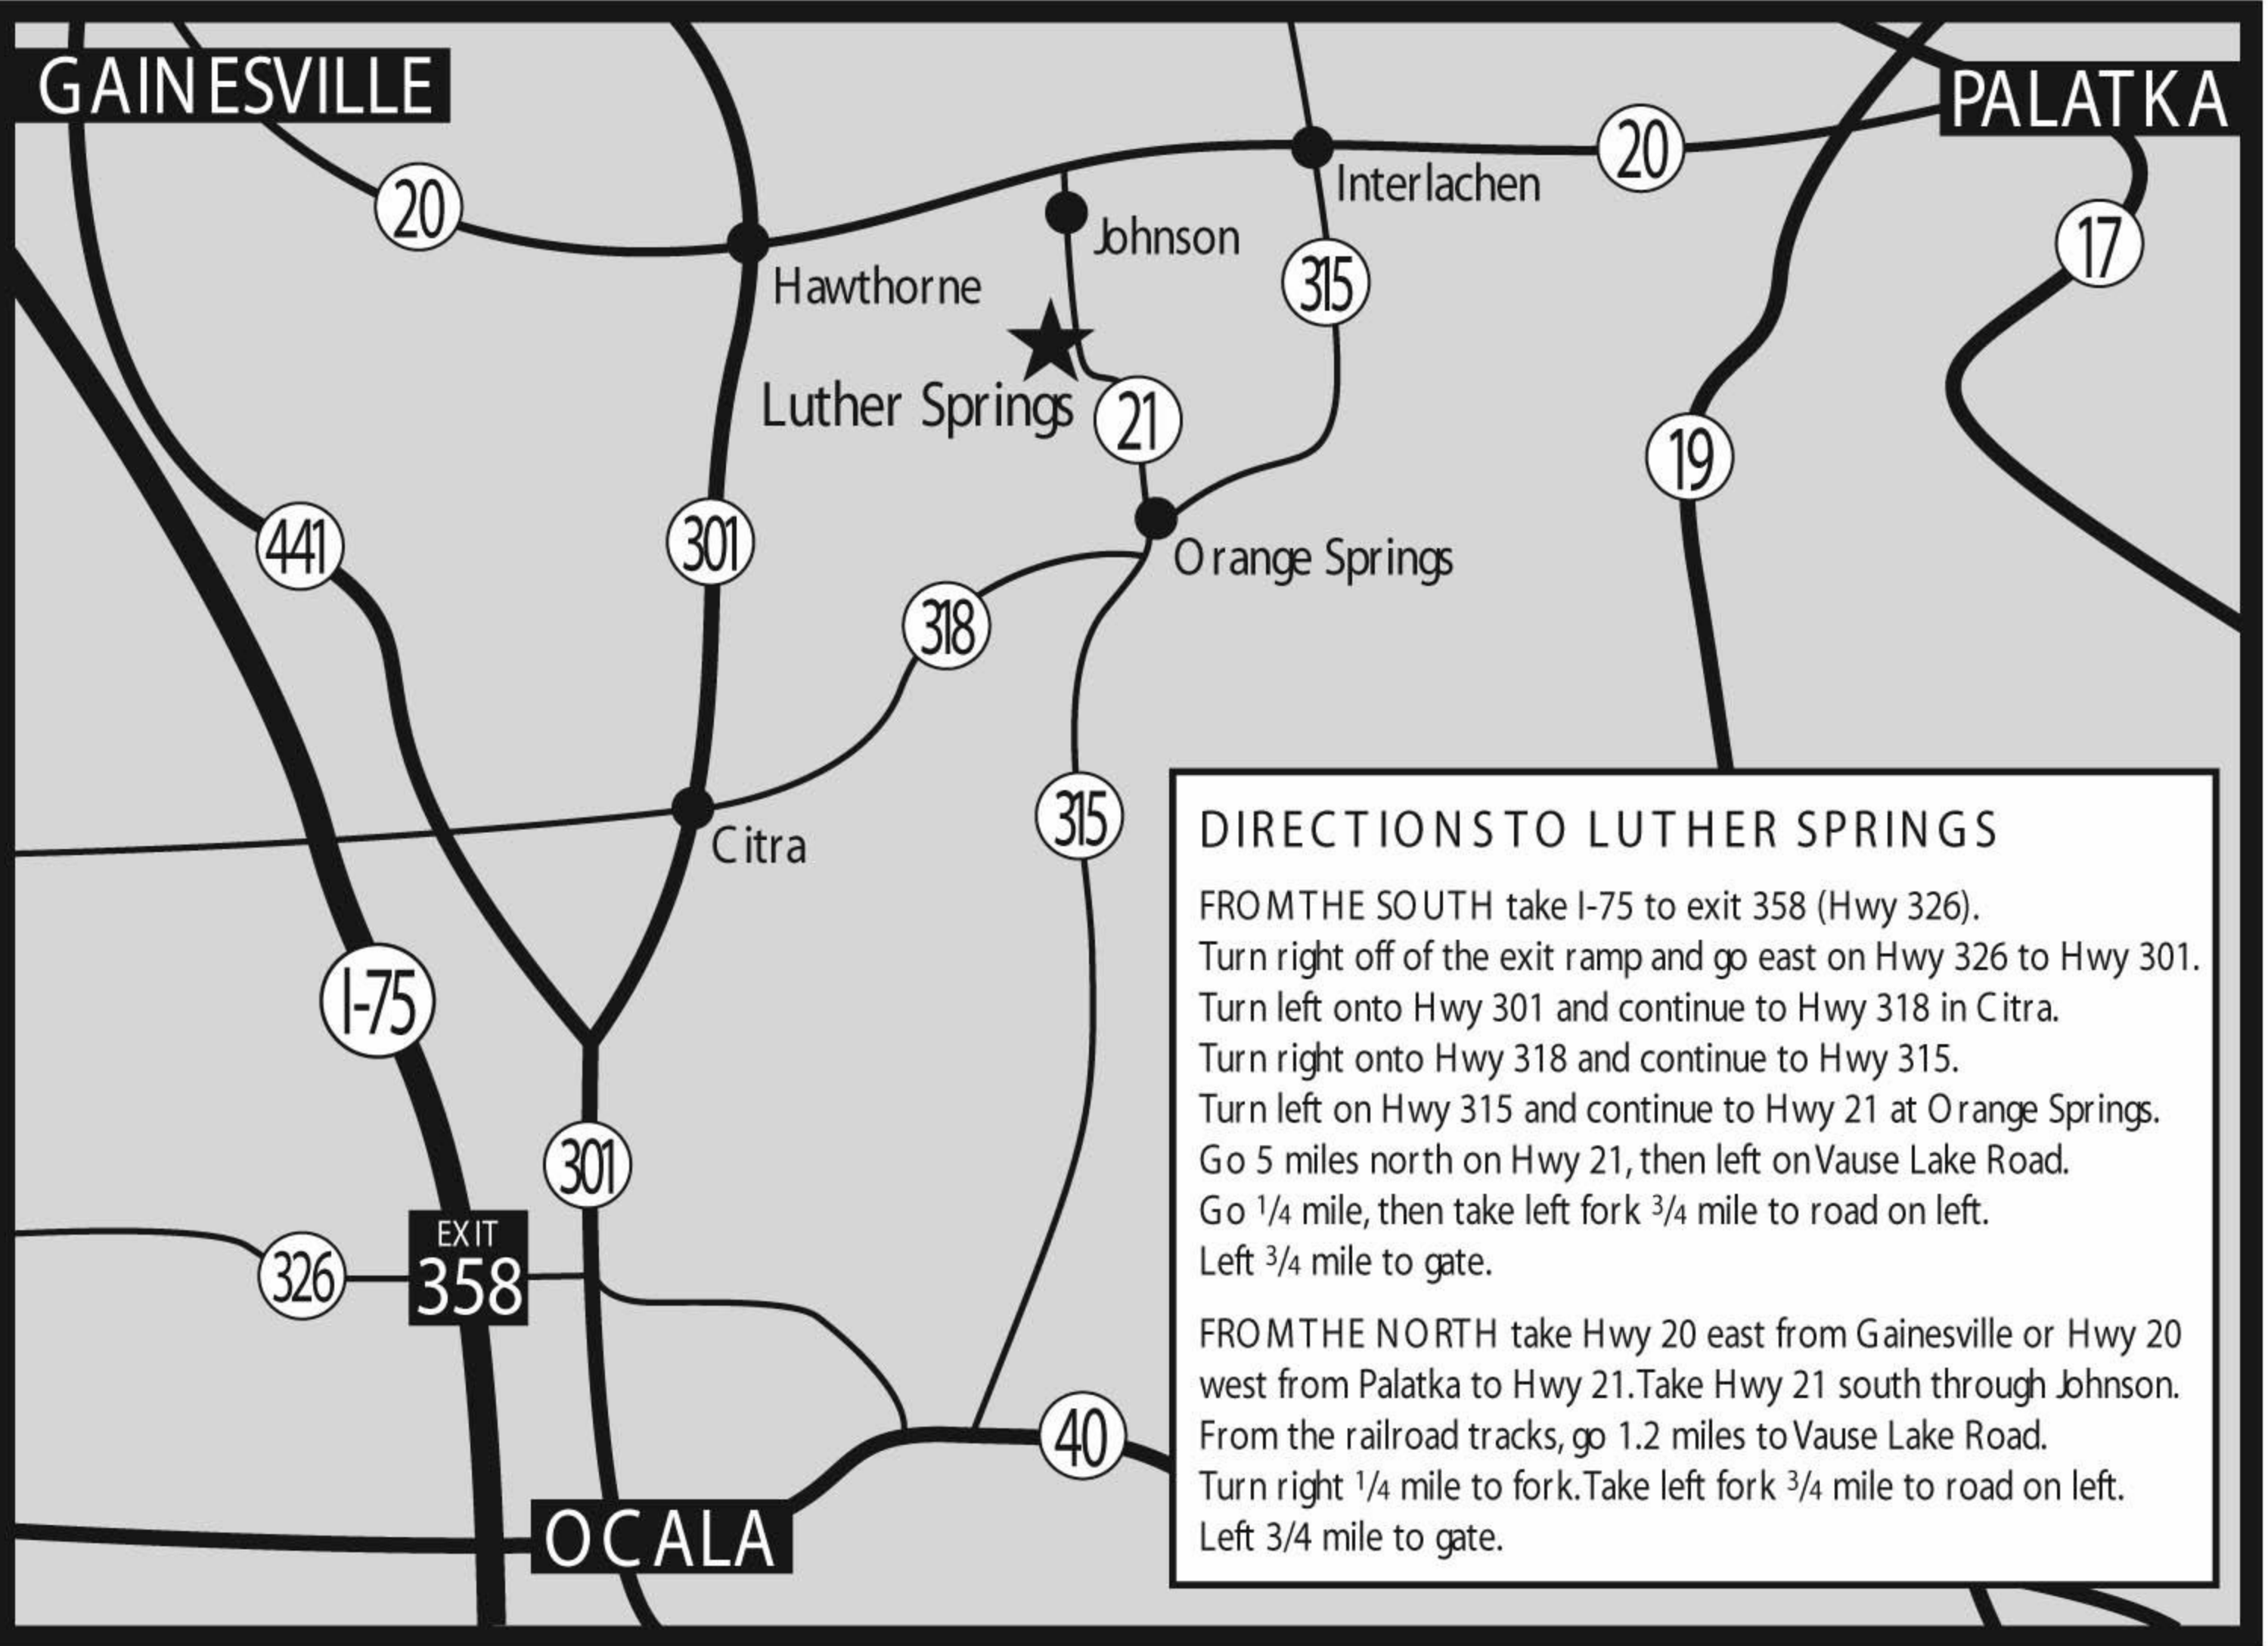 GAINESVILLE
PALATKA
20
20
Interlachen
Johnson
17
Hawthorne
315
Luther Springs
21
19
441
301
Orange Springs
318
315
Citra
I-75
301
326
EXIT
358
40
OCALA
DIRECTIONS TO LUTHER SPRINGS
FROM THE SOUTH take I-75 to exit 358 (Hwy 326).
Turn right off of the exit ramp and go east on Hwy 326 to Hwy 301.
Turn left onto Hwy 301 and continue to Hwy 318 in Citra.
Turn right onto Hwy 318 and continue to Hwy 315.
Turn left on Hwy 315 and continue to Hwy 21 at Orange Springs.
Go 5 miles north on Hwy 21, then left on Vause Lake Road.
Go 1/4 mile, then take left fork 3/4 mile to road on left.
Left 3/4 mile to gate.
FROM THE NORTH take Hwy 20 east from Gainesville or Hwy 20
west from Palatka to Hwy 21. Take Hwy 21 south through Johnson.
From the railroad tracks, go 1.2 miles to Vause Lake Road.
Turn right 1/4 mile to fork. Take left fork 3/4 mile to road on left.
Left 3/4 mile to gate.